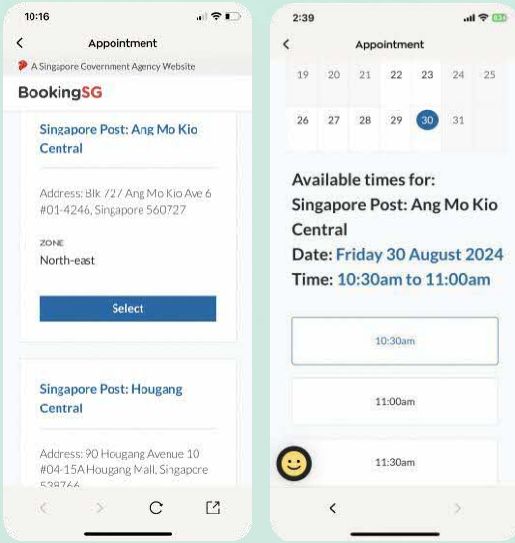 10:16
Appointment
A Singapore Government Agency Website
BookingSG
Singapore Post: Ang Mo Kio
Central
Address: Blk 727 Ang Mo Kio Ave 6
#01-4246, Singapore 560727
ZONE
North-east
Select
Singapore Post: Hougang
Central
Address: 90 Hougang Avenue 10
#04-15A Hougang Mall, Singapore
538766
2:39
Appointment
19 20 21 22 23 24 25
26 27 28 29 30 31
Available times for:
Singapore Post: Ang Mo Kio
Central
Date: Friday 30 August 2024
Time: 10:30am to 11:00am
10:30am
11:00am
11:30am